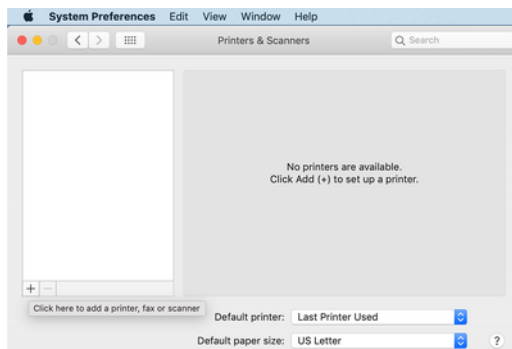 System Preferences Edit View Window Help
Printers & Scanners
Search
No printers are available.
Click Add (+) to set up a printer.
+ −
Click here to add a printer, fax or scanner
Default printer: Last Printer Used
Default paper size: US Letter
?